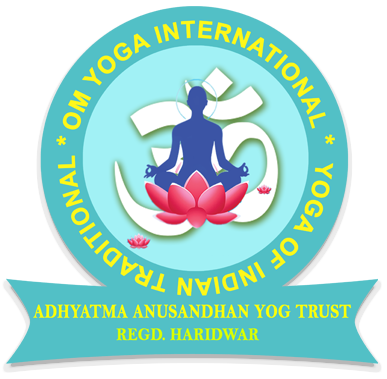 * OM YOGA INTERNATIONAL *
YOGA OF INDIAN TRADITIONAL
ॐ
ADHYATMA ANUSANDHAN YOG TRUST
REGD. HARIDWAR